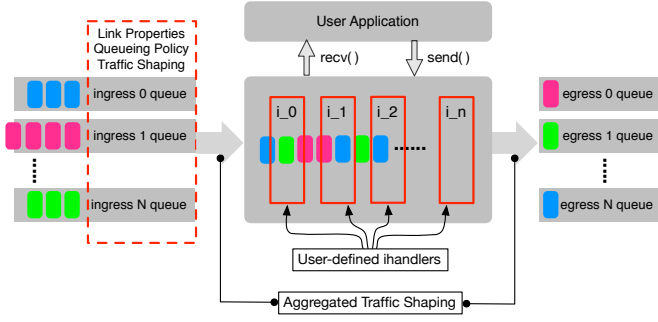 Link Properties
Queueing Policy
Traffic Shaping
User Application
recv()
send()
ingress 0 queue
ingress 1 queue
ingress N queue
i_0
i_1
i_2
i_n
egress 0 queue
egress 1 queue
egress N queue
User-defined ihandlers
Aggregated Traffic Shaping